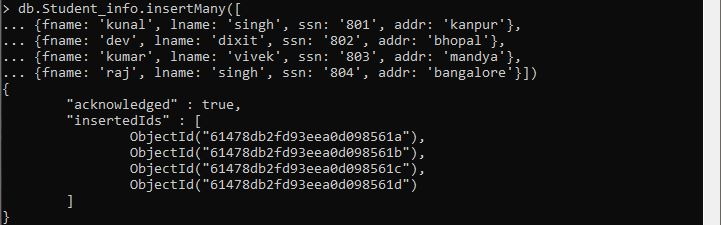 > db.Student_info.insertMany([
... {fname: 'kunal', lname: 'singh', ssn: '801', addr: 'kanpur'},
... {fname: 'dev', lname: 'dixit', ssn: '802', addr: 'bhopal'},
... {fname: 'kumar', lname: 'vivek', ssn: '803', addr: 'mandya'},
... {fname: 'raj', lname: 'singh', ssn: '804', addr: 'bangalore'}])
{
        "acknowledged" : true,
        "insertedIds" : [
                ObjectId("61478db2fd93eea0d098561a"),
                ObjectId("61478db2fd93eea0d098561b"),
                ObjectId("61478db2fd93eea0d098561c"),
                ObjectId("61478db2fd93eea0d098561d")
        ]
}